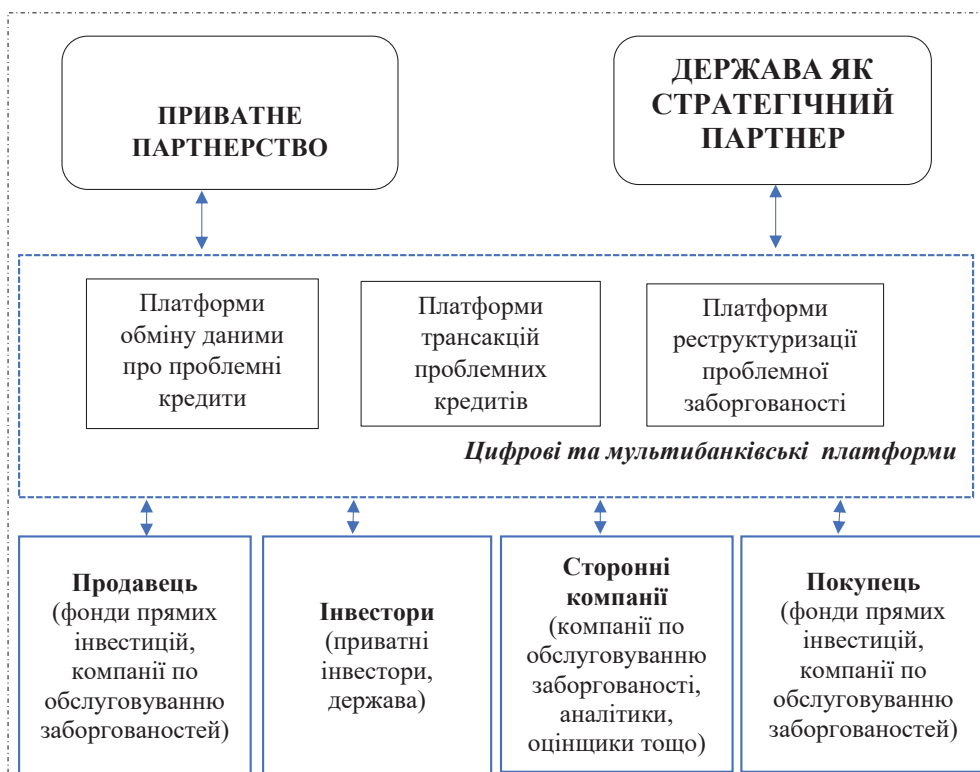 ПРИВАТНЕ
ПАРТНЕРСТВО
ДЕРЖАВА ЯК
СТРАТЕГІЧНИЙ
ПАРТНЕР
Платформи
обміну даними
про проблемні
кредити
Платформи
трансакцій
проблемних
кредитів
Платформи
реструктуризації
проблемної
заборгованості
Цифрові та мультибанківські платформи
Продавець
(фонди прямих
інвестицій,
компанії по
обслуговуванню
заборгованостей)
Інвестори
(приватні
інвестори,
держава)
Сторонні
компанії
(компанії по
обслуговуванню
заборгованості,
аналітики,
оцінщики тощо)
Покупець
(фонди прямих
інвестицій,
компанії по
обслуговуванню
заборгованостей)